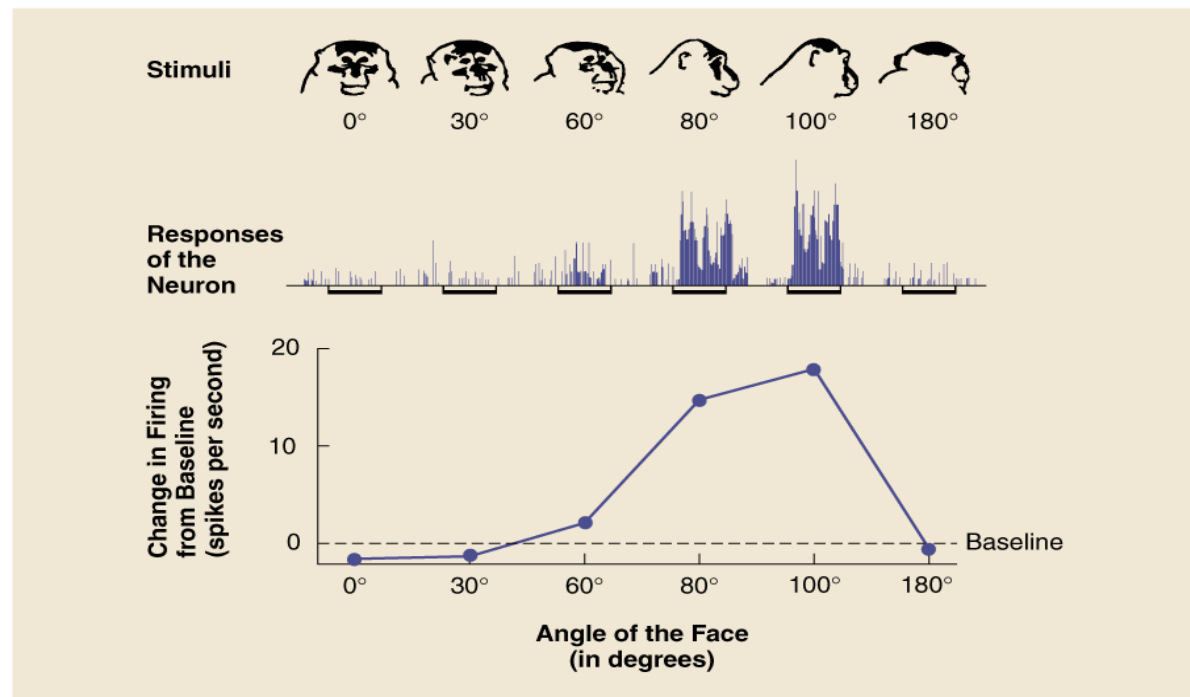 Stimuli
0° 30° 60° 80° 100° 180°
Responses
of the
Neuron
Change in Firing
from Baseline
(spikes per second)
20
10
0
Baseline
0° 30° 60° 80° 100° 180°
Angle of the Face
(in degrees)